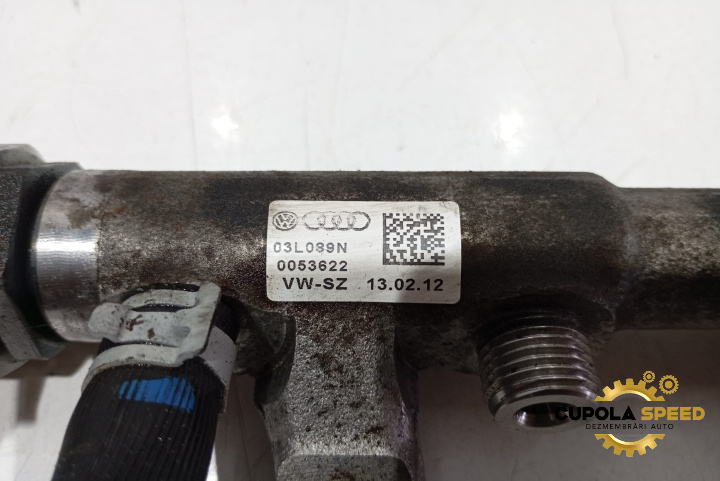 03L089N
0053622
VW-SZ 13.02.12
CUPOLA SPEED
DEZMEMBRĂRI AUTO